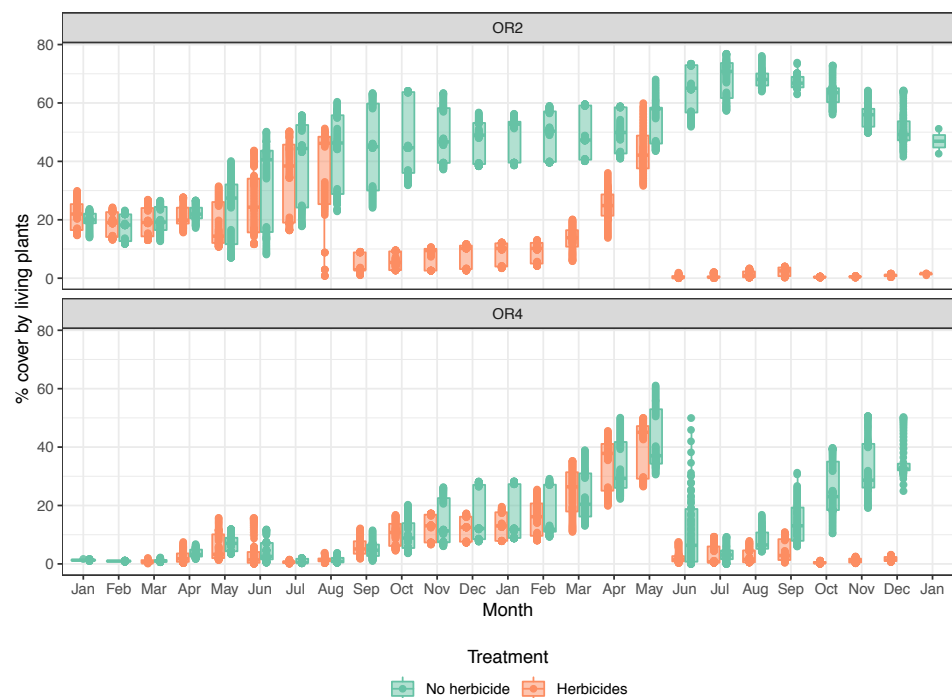 OR2
80
60
40
20
0
OR4
80
60
40
20
0
% cover by living plants
Jan Feb Mar Apr May Jun Jul Aug Sep Oct Nov Dec Jan Feb Mar Apr May Jun Jul Aug Sep Oct Nov Dec Jan
Month
Treatment
No herbicide Herbicides